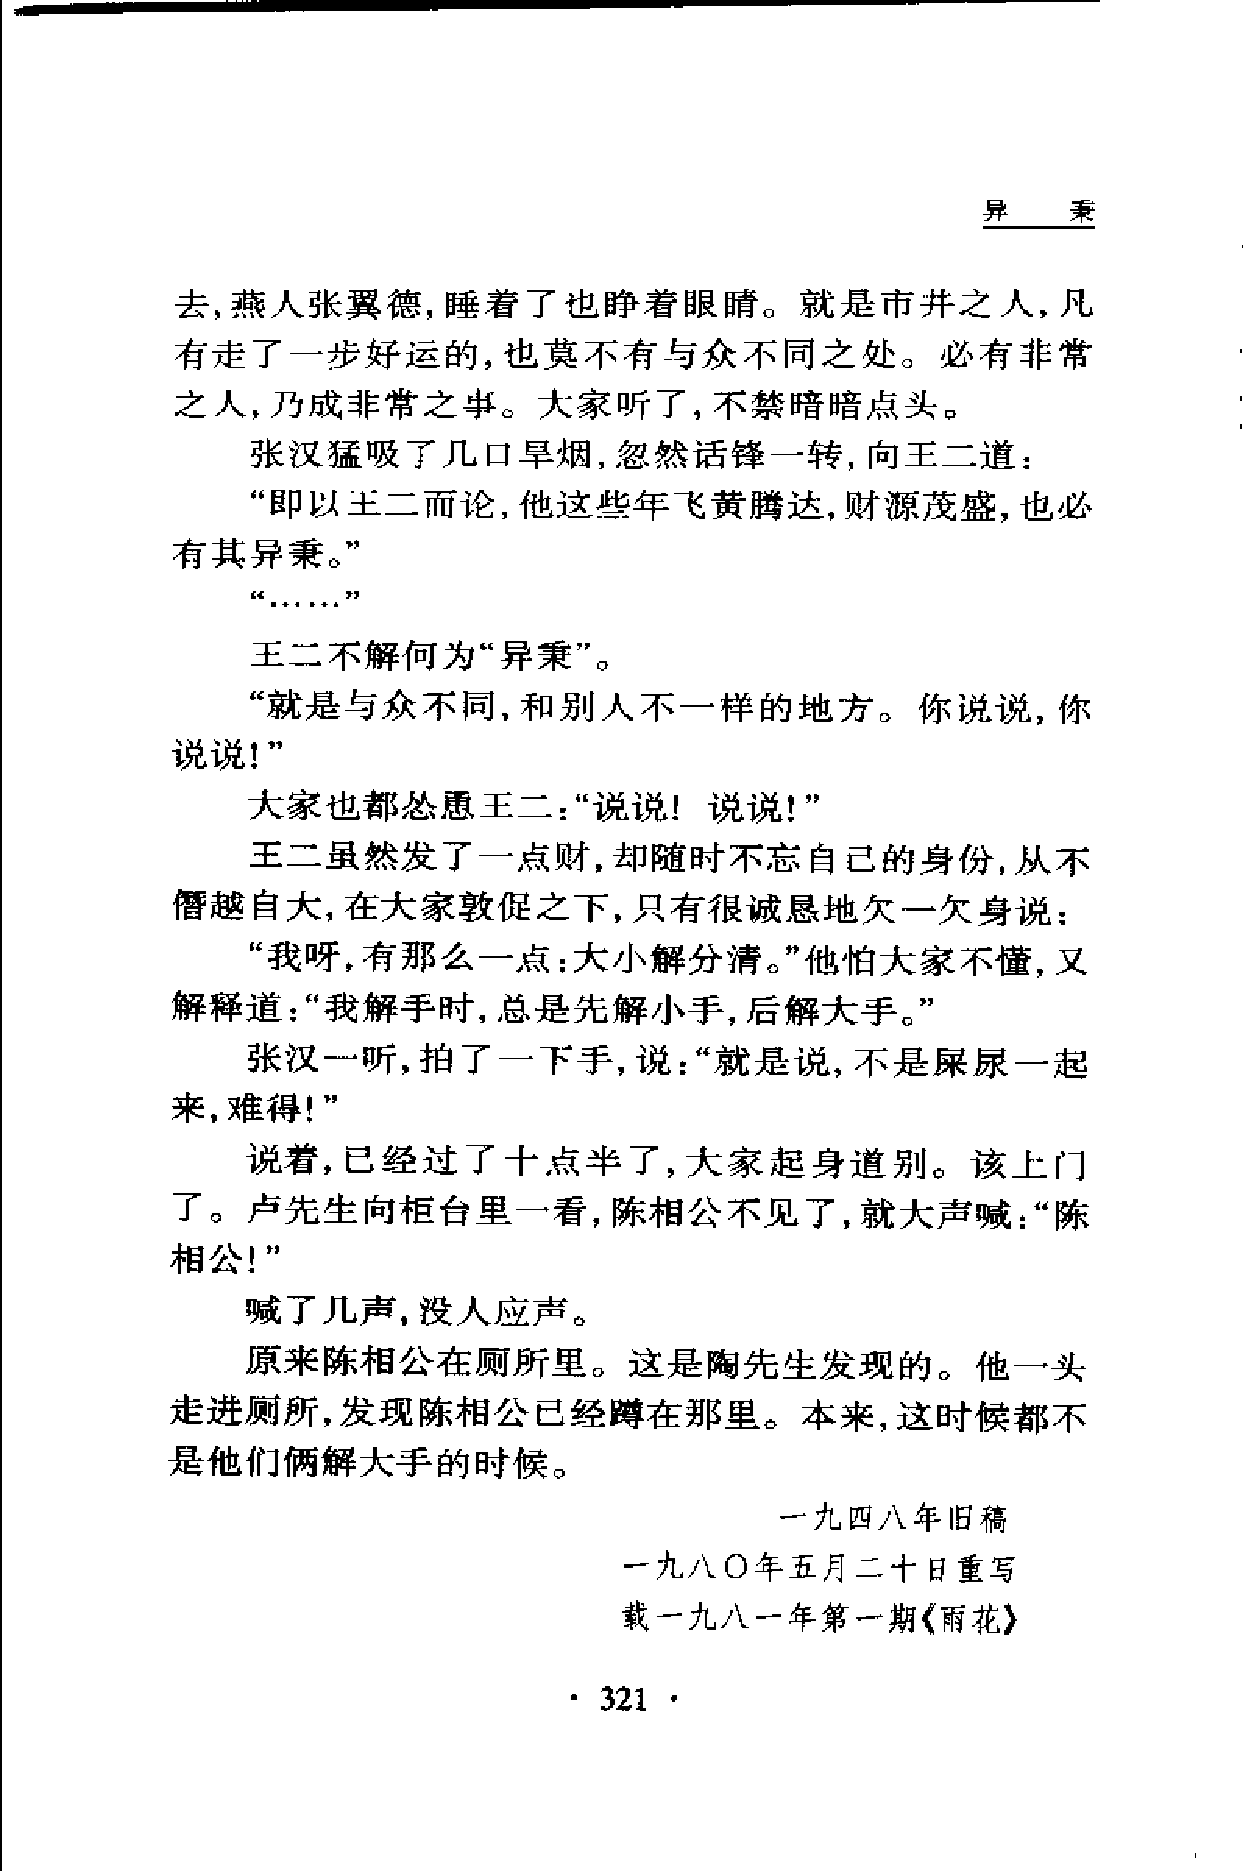 异 秉
去,燕人张翼德,睡着了也睁着眼睛。就是市井之人,凡
有走了一步好运的,也莫不有与众不同之处。必有非常
之人,乃成非常之事。大家听了,不禁暗暗点头。
张汉猛吸了几口旱烟,忽然话锋一转,向王二道:
“即以王二而论,他这些年飞黄腾达,财源茂盛,也必
有其异秉。”
“……”
王二不解何为“异秉”。
“就是与众不同,和别人不一样的地方。你说说,你
说说!”
大家也都怂恿王二:“说说! 说说!”
王二虽然发了一点财,却随时不忘自己的身份,从不
僭越自大,在大家敦促之下,只有很诚恳地欠一欠身说:
“我呀,有那么一点:大小解分清。”他怕大家不懂,又
解释道:“我解手时,总是先解小手,后解大手。”
张汉一听,拍了一下手,说:“就是说,不是屎尿一起
来,难得!”
说着,已经过了十点半了,大家起身道别。该上门
了。卢先生向柜台里一看,陈相公不见了,就大声喊:“陈
相公!”
喊了几声,没人应声。
原来陈相公在厕所里。这是陶先生发现的。他一头
走进厕所,发现陈相公已经蹲在那里。本来,这时候都不
是他们俩解大手的时候。
一九四八年旧稿
一九八〇年五月二十日重写
载一九八一年第一期《雨花》
· 321 ·